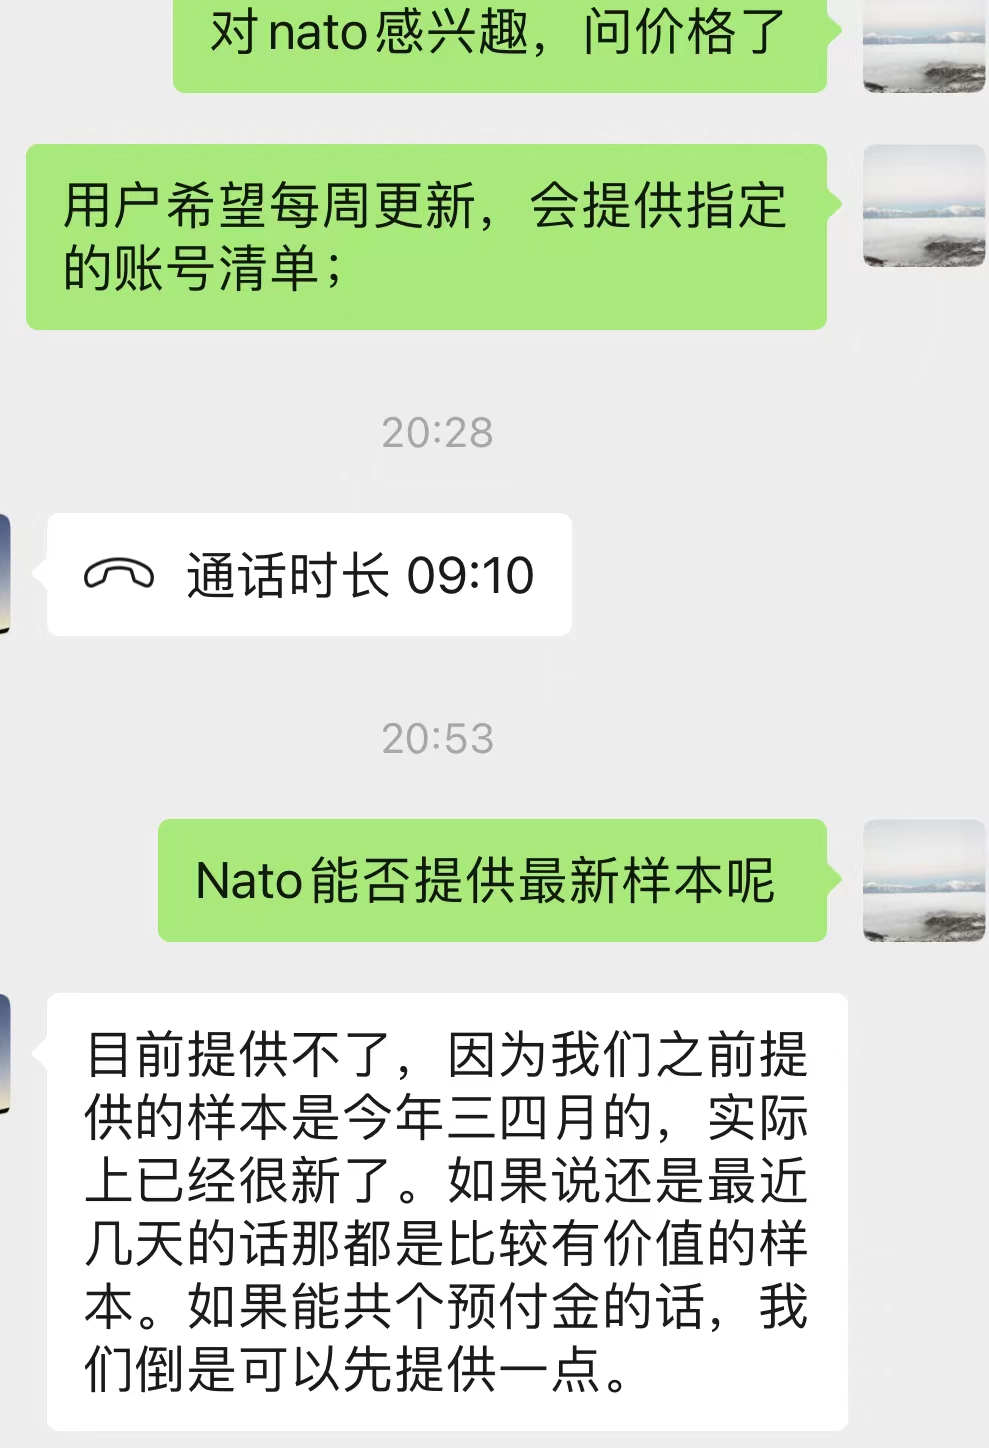 对nato感兴趣，问价格了
用户希望每周更新，会提供指定
的账号清单；
20:28
通话时长 09:10
20:53
Nato能否提供最新样本呢
目前提供不了，因为我们之前提
供的样本是今年三四月的，实际
上已经很新了。如果说还是最近
几天的话那都是比较有价值的样
本。如果能共个预付金的话，我
们倒是可以先提供一点。